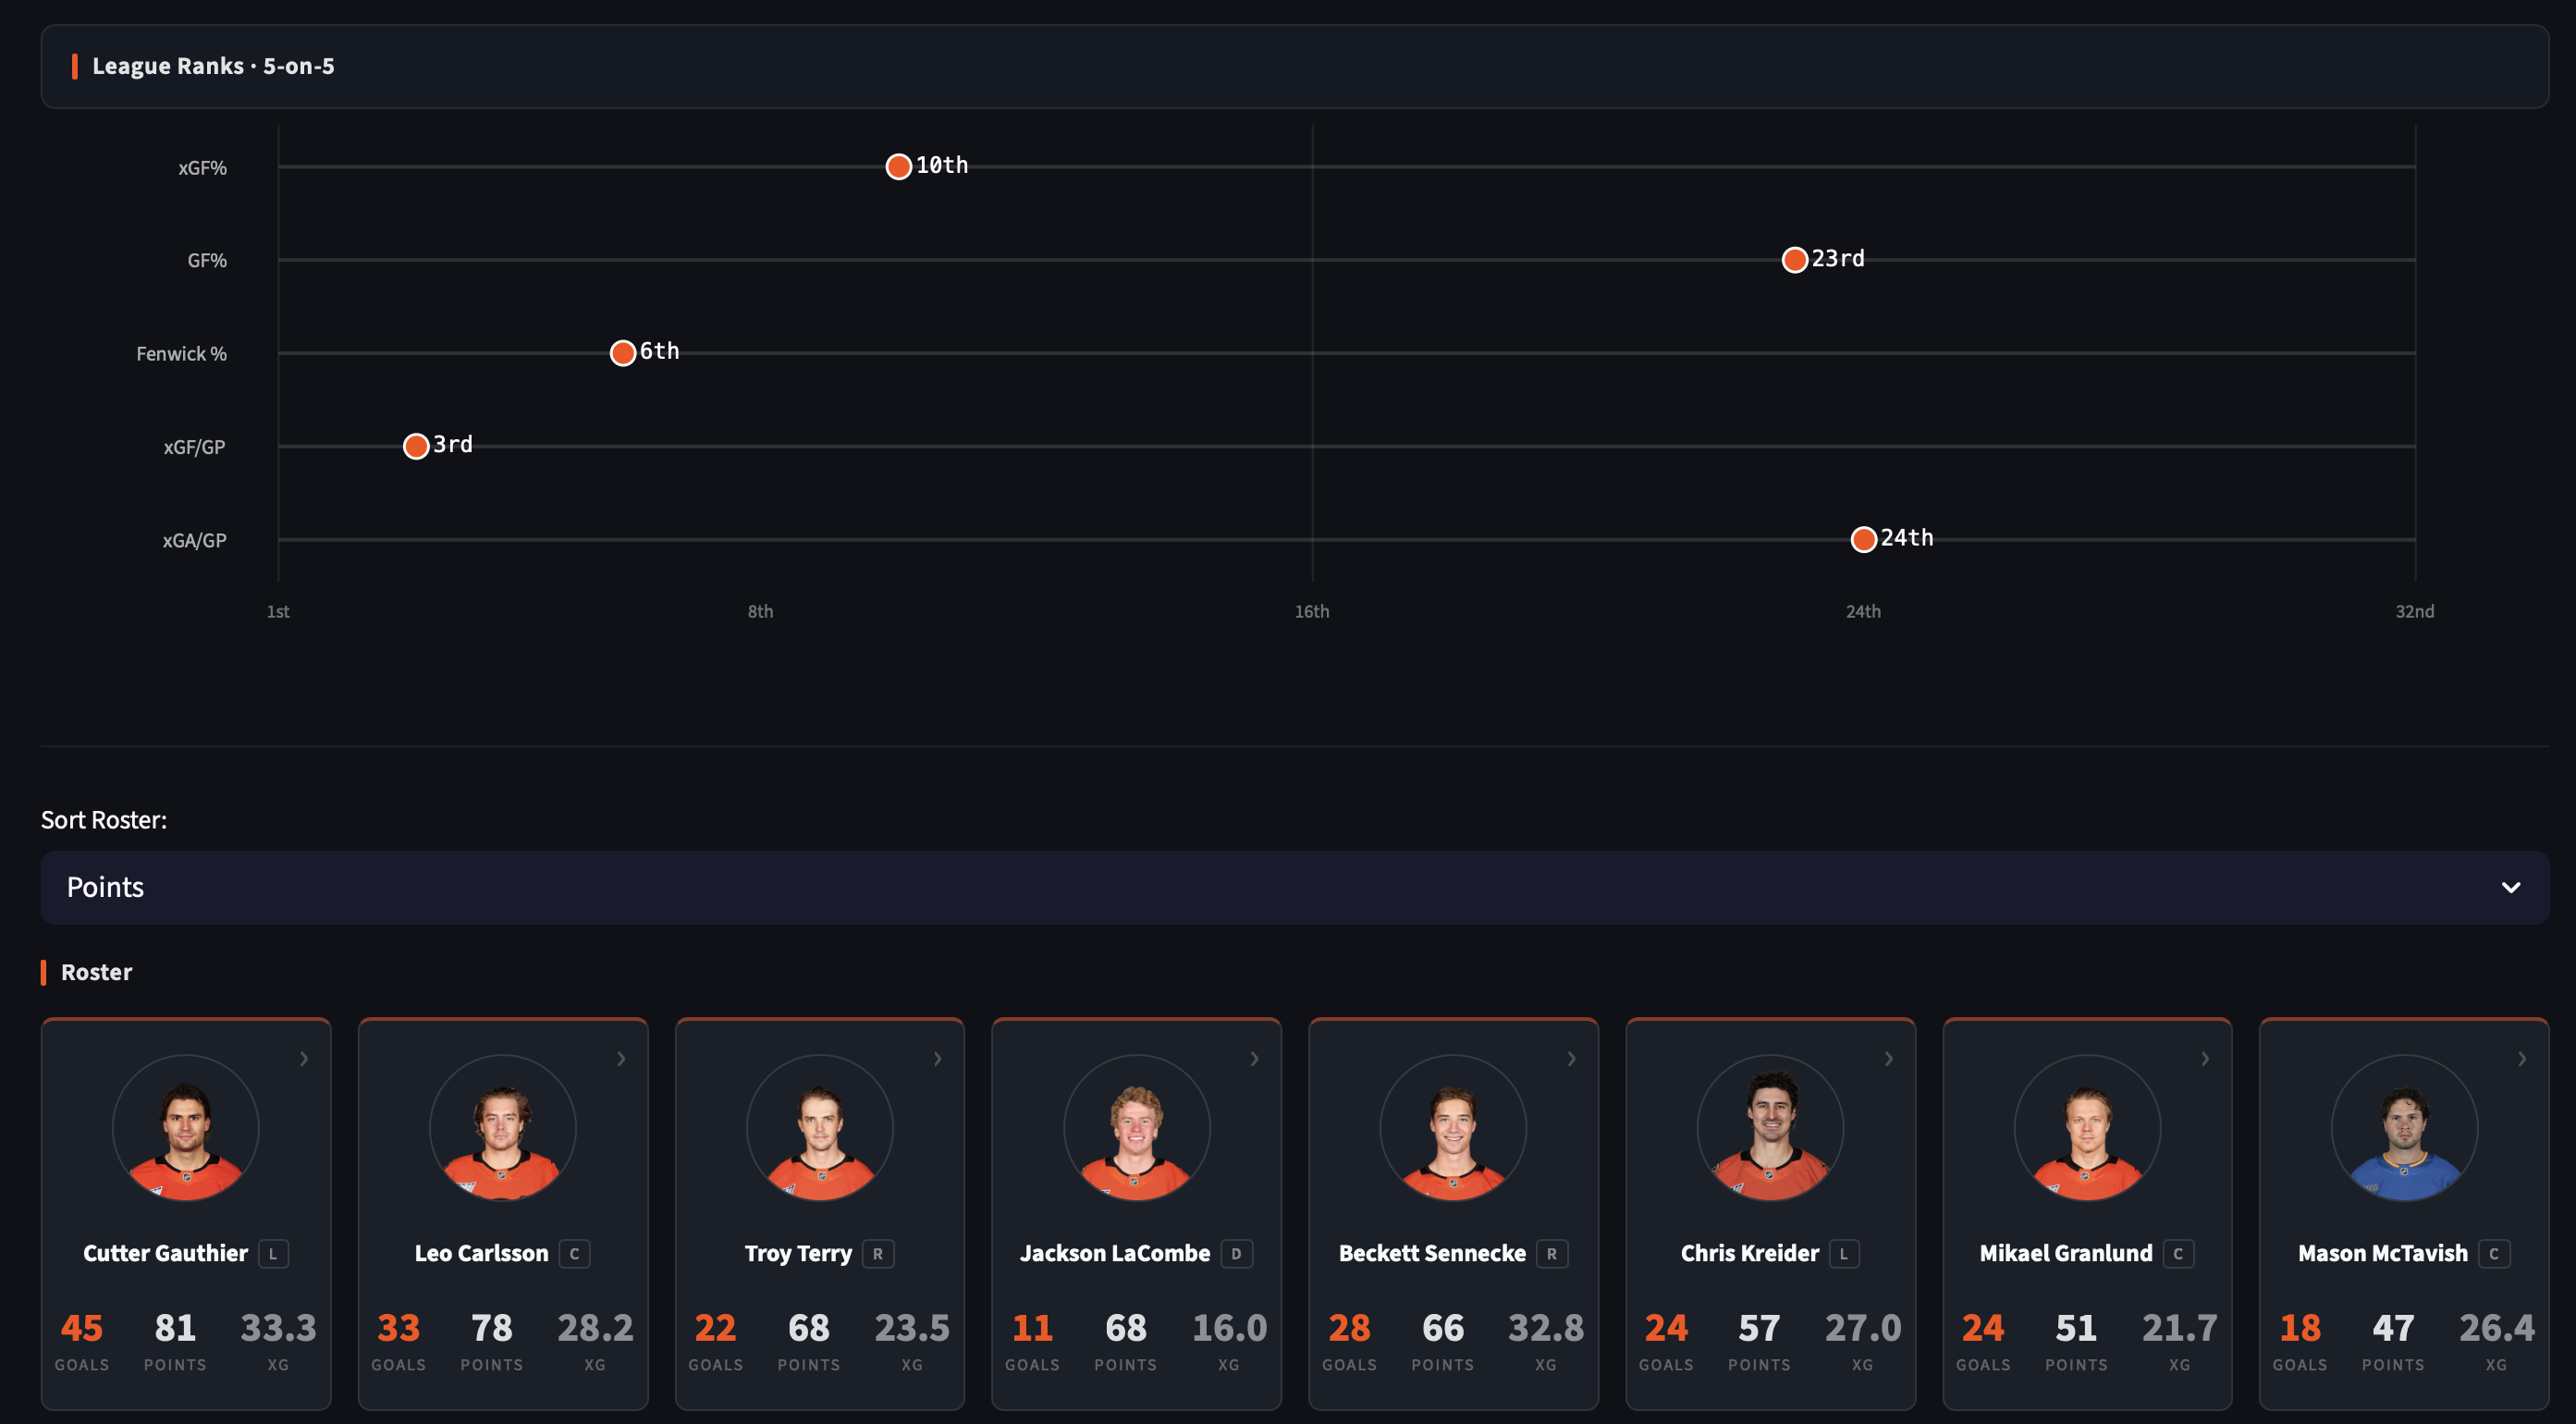 League Ranks · 5-on-5
xGF%
10th
GF%
23rd
Fenwick %
6th
xGF/GP
3rd
xGA/GP
24th
1st 8th 16th 24th 32nd
Sort Roster:
Points
Roster
Cutter Gauthier L
45 81 33.3
GOALS POINTS XG
Leo Carlsson C
33 78 28.2
GOALS POINTS XG
Troy Terry R
22 68 23.5
GOALS POINTS XG
Jackson LaCombe D
11 68 16.0
GOALS POINTS XG
Beckett Sennecke R
28 66 32.8
GOALS POINTS XG
Chris Kreider L
24 57 27.0
GOALS POINTS XG
Mikael Granlund C
24 51 21.7
GOALS POINTS XG
Mason McTavish C
18 47 26.4
GOALS POINTS XG